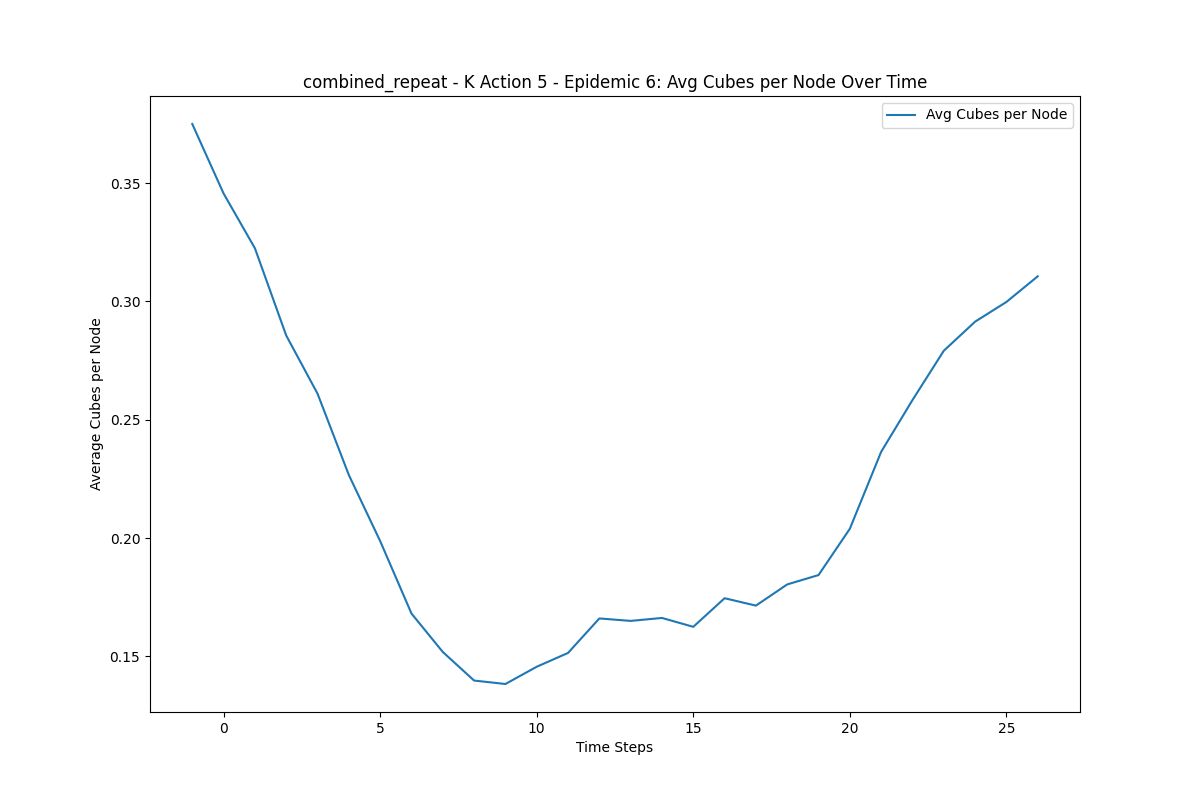 combined_repeat - K Action 5 - Epidemic 6: Avg Cubes per Node Over Time
Avg Cubes per Node
Average Cubes per Node
0.35
0.30
0.25
0.20
0.15
0
5
10
15
20
25
Time Steps